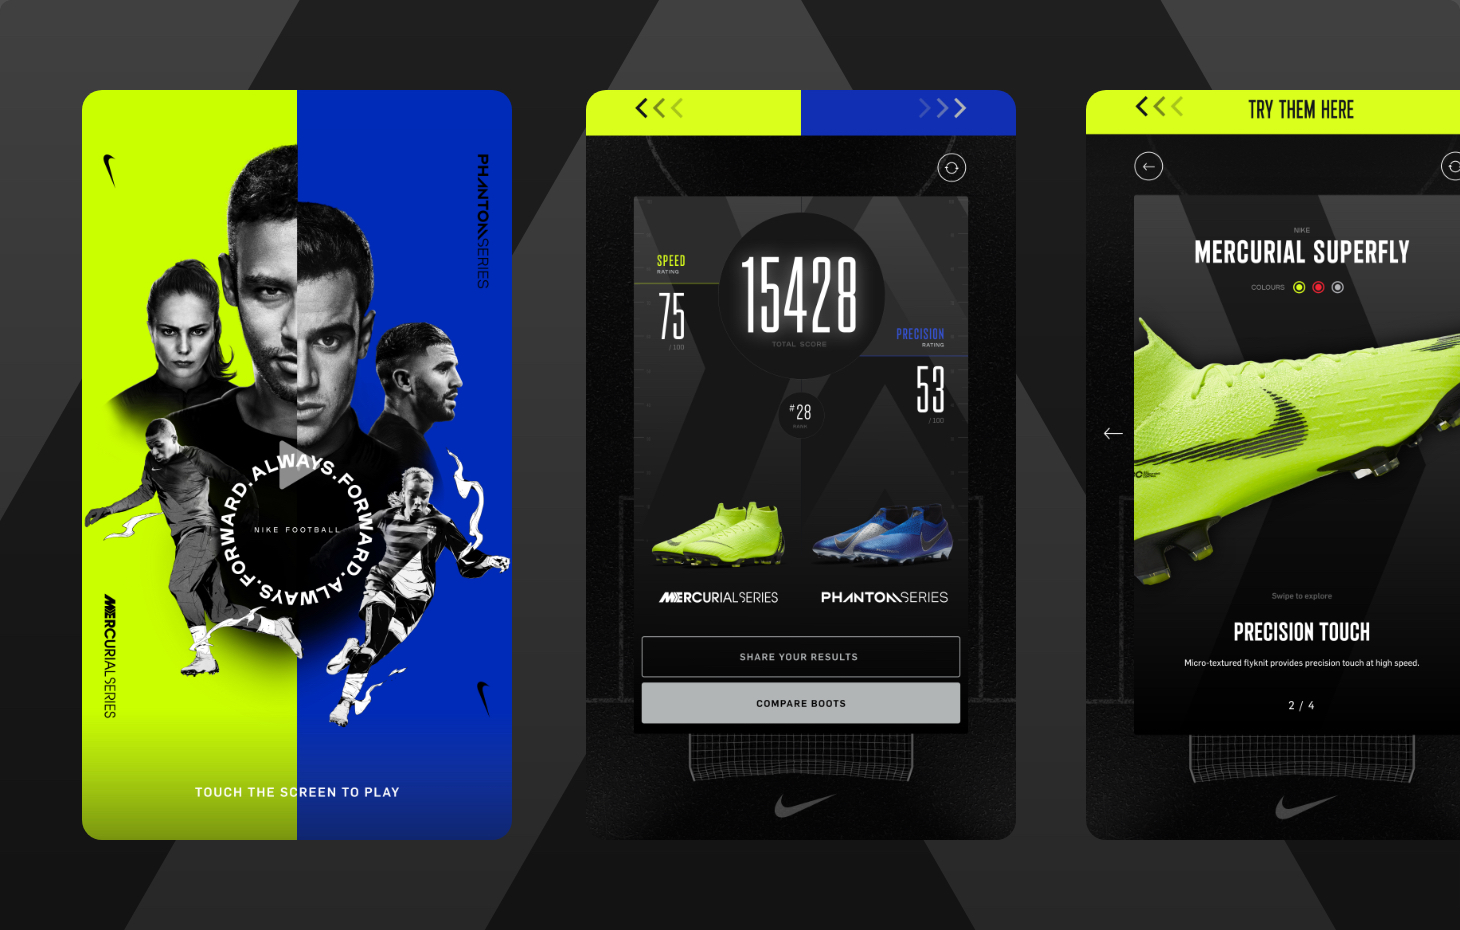 PHANTOMSERIES
ALWAYS.FORWARD.ALWAYS.FORWARD.
NIKE FOOTBALL
MERCURIALSERIES
TOUCH THE SCREEN TO PLAY
SPEED
RATING
75
/ 100
15428
TOTAL SCORE
PRECISION
RATING
53
/ 100
#28
RANK
MERCURIALSERIES
PHANTOMSERIES
SHARE YOUR RESULTS
COMPARE BOOTS
TRY THEM HERE
NIKE
MERCURIAL SUPERFLY
COLOURS
Swipe to explore
PRECISION TOUCH
Micro-textured flyknit provides precision touch at high speed.
2 / 4